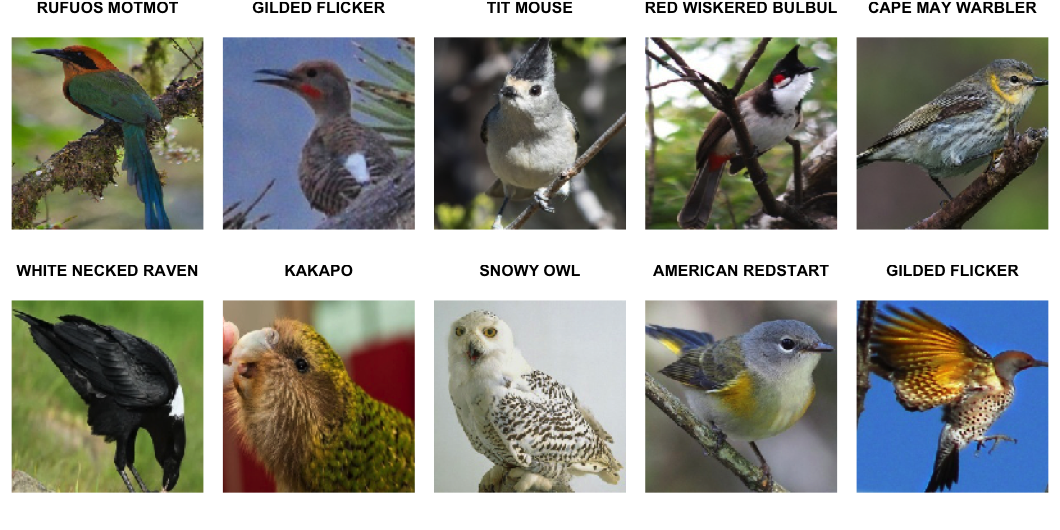 RUFUOS MOTMOT
GILDED FLICKER
TIT MOUSE
RED WISKERED BULBUL
CAPE MAY WARBLER
WHITE NECKED RAVEN
KAKAPO
SNOWY OWL
AMERICAN REDSTART
GILDED FLICKER